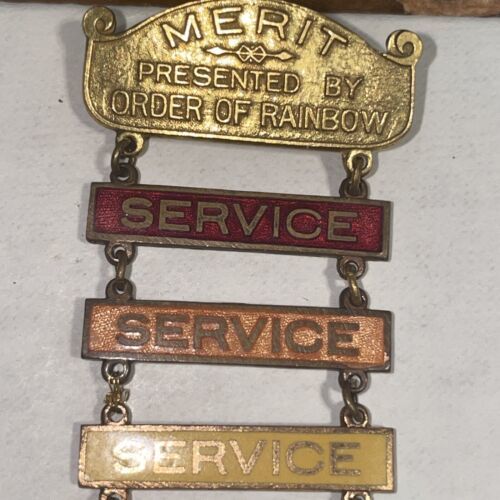 MERIT
PRESENTED BY
ORDER OF RAINBOW
SERVICE
SERVICE
SERVICE